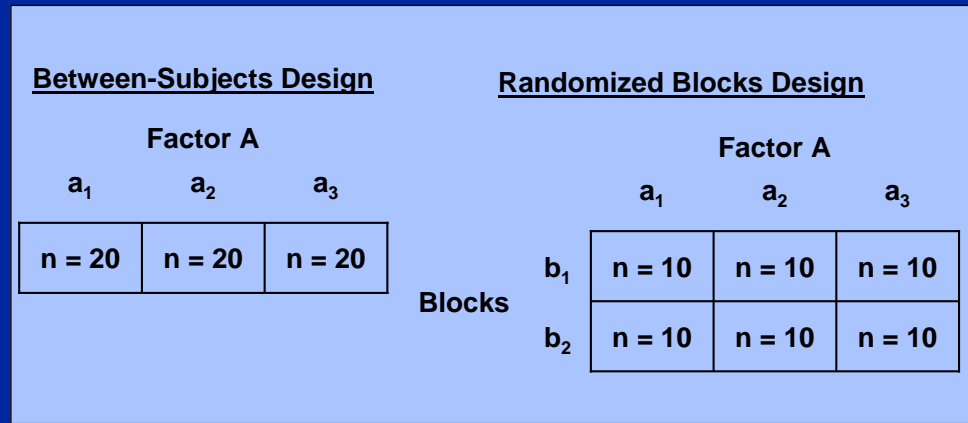 Between-Subjects Design
Factor A
a₁ a₂ a₃
n = 20 n = 20 n = 20
Randomized Blocks Design
Factor A
a₁ a₂ a₃
Blocks
b₁ n = 10 n = 10 n = 10
b₂ n = 10 n = 10 n = 10